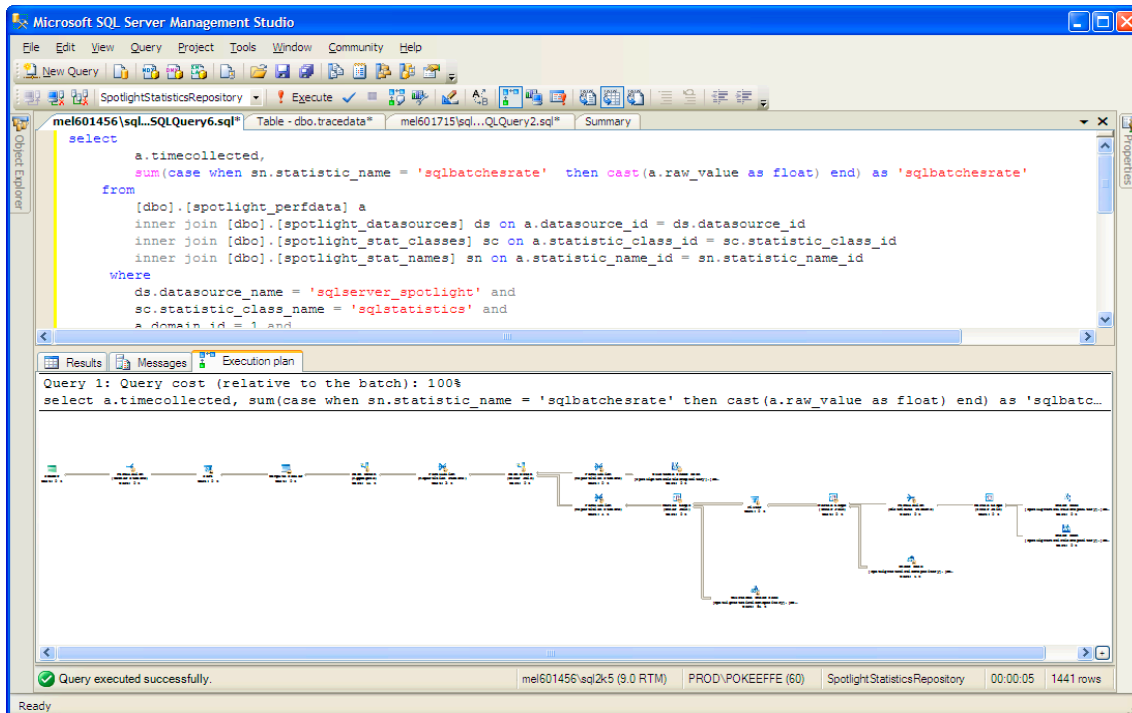 Microsoft SQL Server Management Studio
File Edit View Query Project Tools Window Community Help
New Query
SpotlightStatisticsRepository Execute
mel601456\sql...SQLQuery6.sql* Table - dbo.tracedata* mel601715\sql...QLQuery2.sql* Summary
Object Explorer
Properties
select
a.timecollected,
sum(case when sn.statistic_name = 'sqlbatchesrate' then cast(a.raw_value as float) end) as 'sqlbatchesrate'
from
[dbo].[spotlight_perfdata] a
inner join [dbo].[spotlight_datasources] ds on a.datasource_id = ds.datasource_id
inner join [dbo].[spotlight_stat_classes] sc on a.statistic_class_id = sc.statistic_class_id
inner join [dbo].[spotlight_stat_names] sn on a.statistic_name_id = sn.statistic_name_id
where
ds.datasource_name = 'sqlserver_spotlight' and
sc.statistic_class_name = 'sqlstatistics' and
a.domain_id = 1 and
Results Messages Execution plan
Query 1: Query cost (relative to the batch): 100%
select a.timecollected, sum(case when sn.statistic_name = 'sqlbatchesrate' then cast(a.raw_value as float) end) as 'sqlbatc...
Query executed successfully. mel601456\sql2k5 (9.0 RTM) PROD\POKEEFFE (60) SpotlightStatisticsRepository 00:00:05 1441 rows
Ready